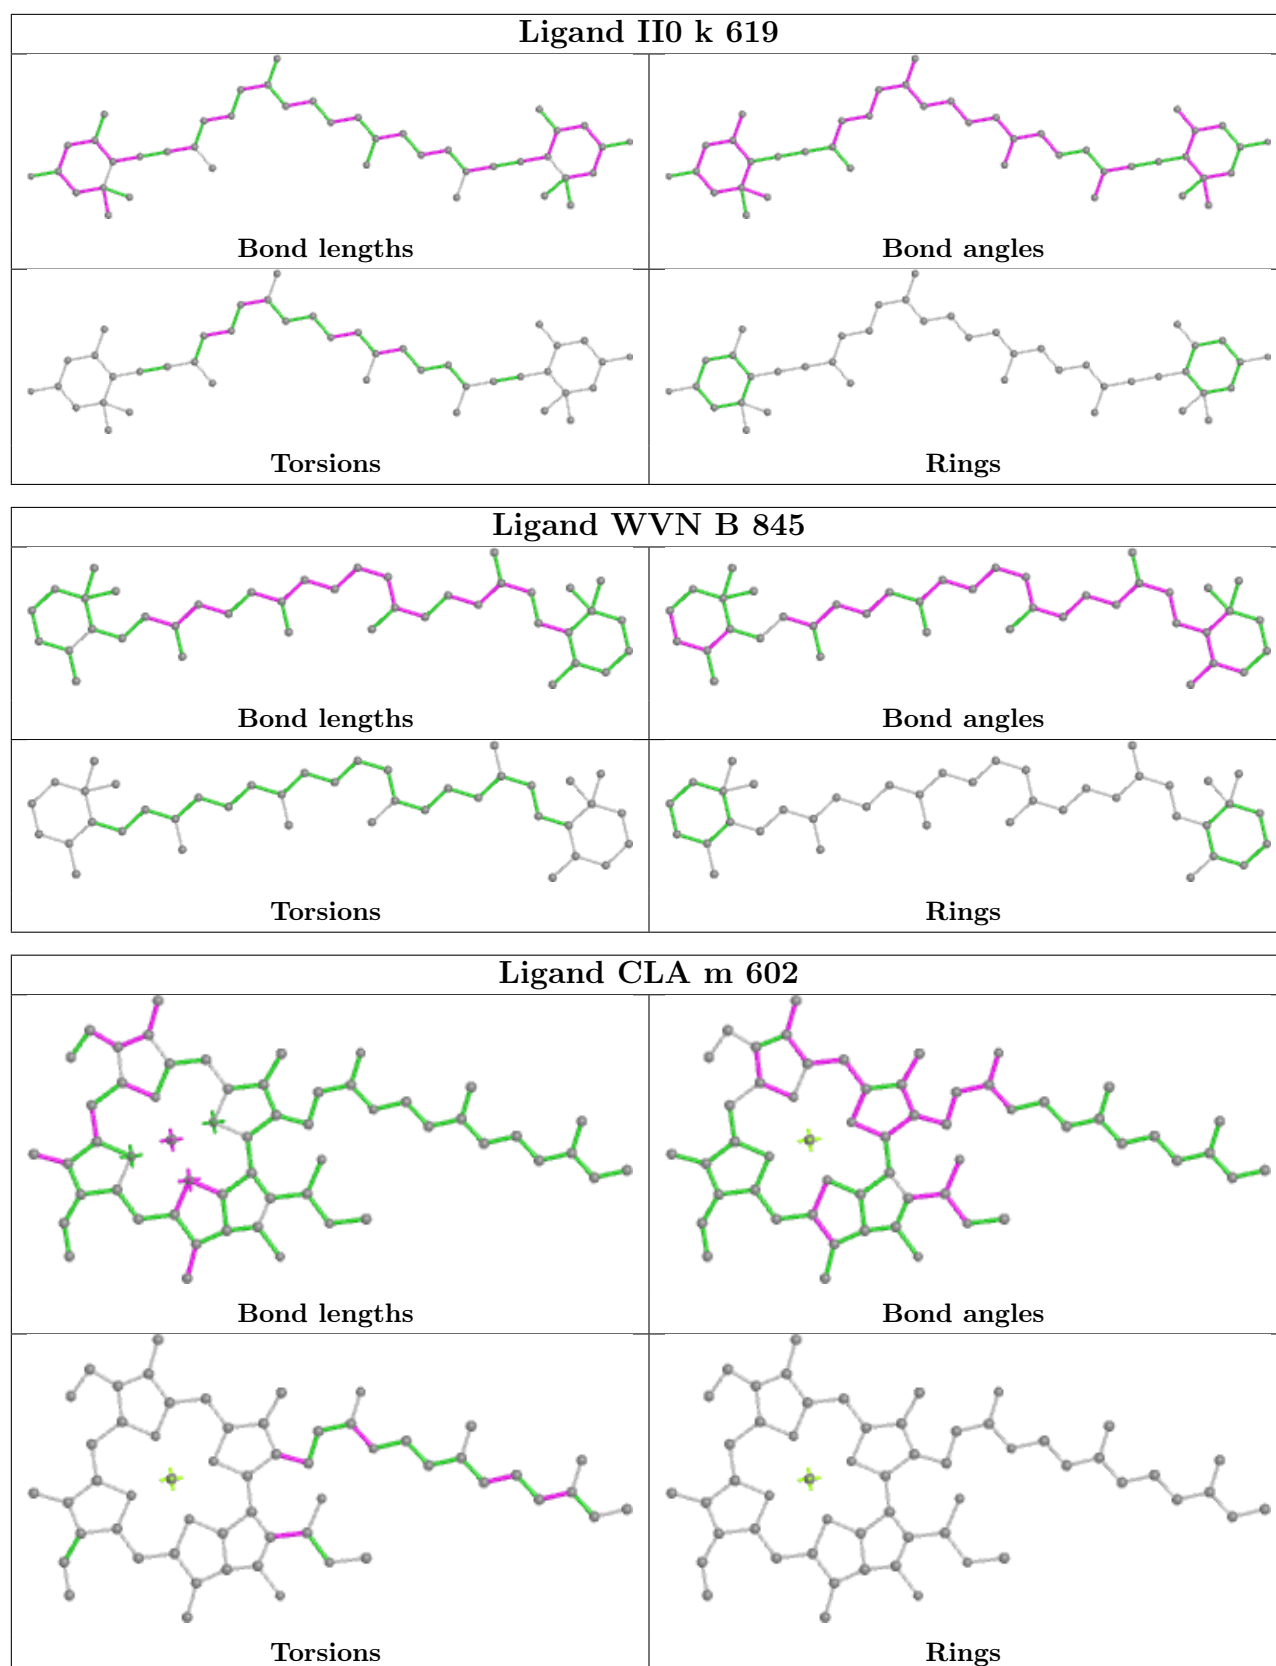 Ligand II0 k 619
Bond lengths
Bond angles
Torsions
Rings
Ligand WVN B 845
Bond lengths
Bond angles
Torsions
Rings
Ligand CLA m 602
Bond lengths
Bond angles
Torsions
Rings